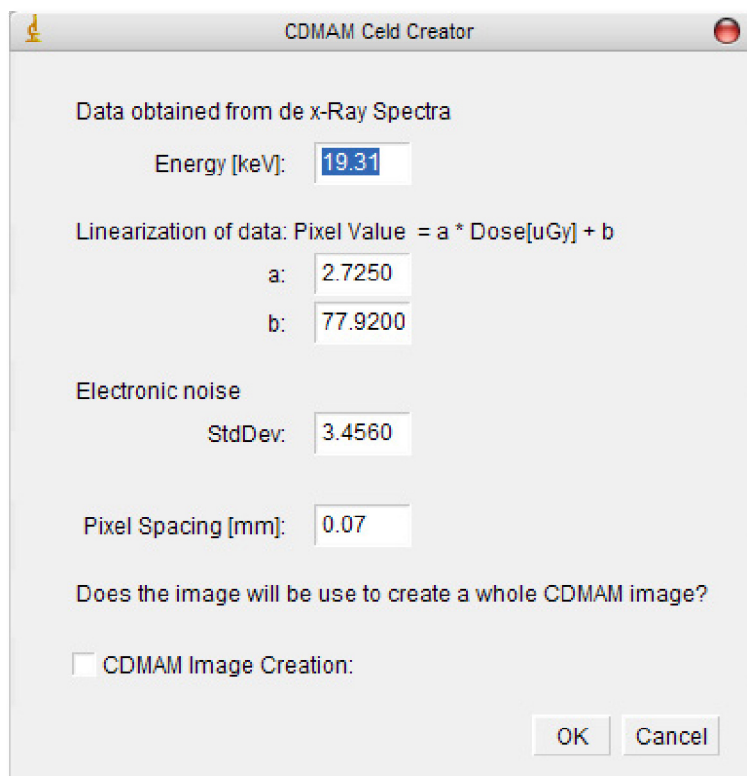 CDMAM Celd Creator
Data obtained from de x-Ray Spectra
Energy [keV]: 19.31
Linearization of data: Pixel Value = a * Dose[uGy] + b
a: 2.7250
b: 77.9200
Electronic noise
StdDev: 3.4560
Pixel Spacing [mm]: 0.07
Does the image will be use to create a whole CDMAM image?
CDMAM Image Creation:
OK Cancel